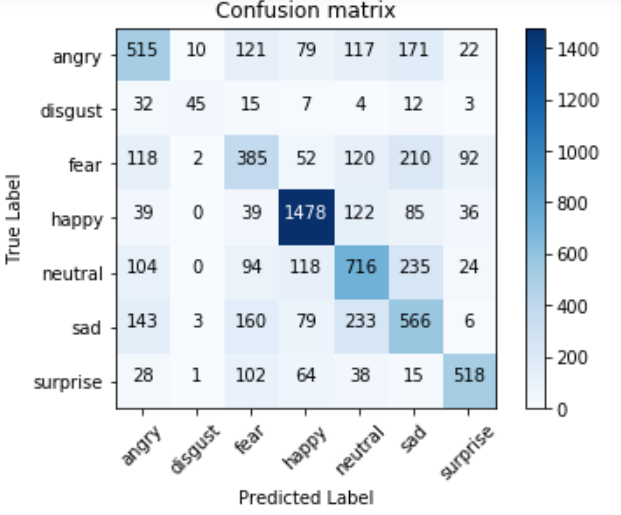 Confusion matrix
True Label
angry 515 10 121 79 117 171 22
disgust 32 45 15 7 4 12 3
fear 118 2 385 52 120 210 92
happy 39 0 39 1478 122 85 36
neutral 104 0 94 118 716 235 24
sad 143 3 160 79 233 566 6
surprise 28 1 102 64 38 15 518
angry disgust fear happy neutral sad surprise
Predicted Label
1400
1200
1000
800
600
400
200
0